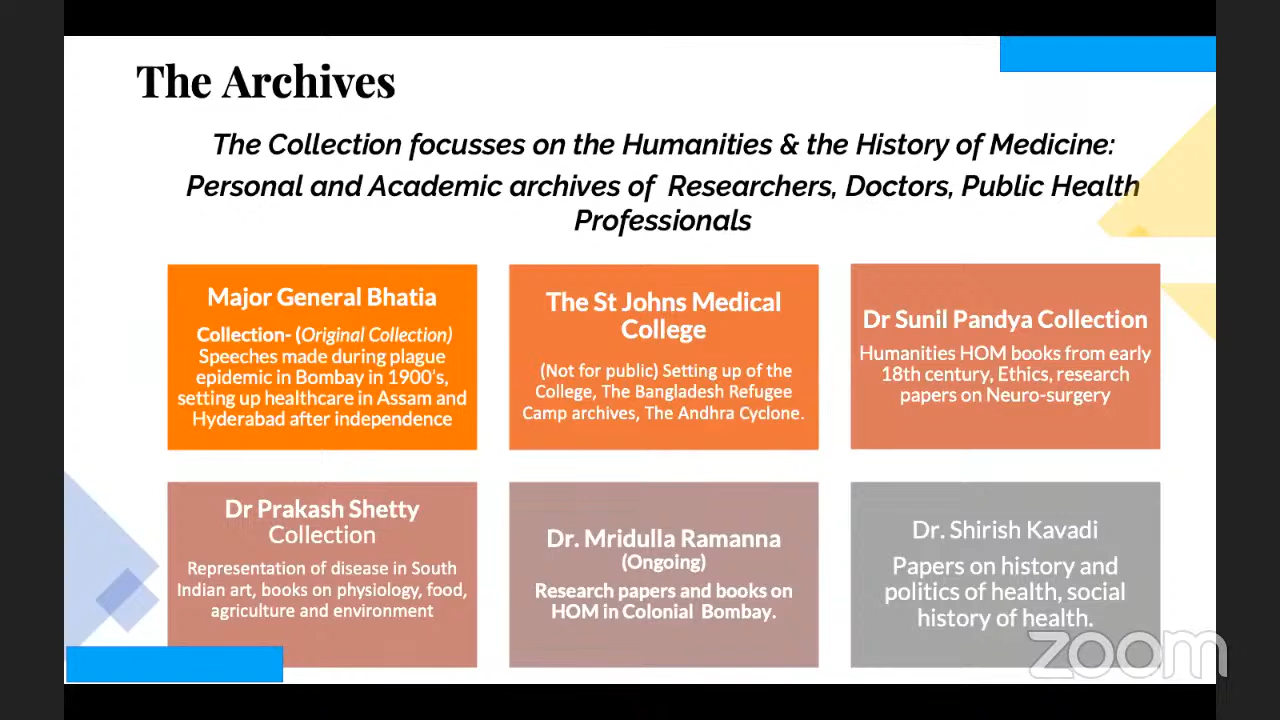 The Archives
The Collection focusses on the Humanities & the History of Medicine:
Personal and Academic archives of Researchers, Doctors, Public Health
Professionals
Major General Bhatia
Collection- (Original Collection)
Speeches made during plague
epidemic in Bombay in 1900's,
setting up healthcare in Assam and
Hyderabad after independence
The St Johns Medical
College
(Not for public) Setting up of the
College, The Bangladesh Refugee
Camp archives, The Andhra Cyclone.
Dr Sunil Pandya Collection
Humanities HOM books from early
18th century, Ethics, research
papers on Neuro-surgery
Dr Prakash Shetty
Collection
Representation of disease in South
Indian art, books on physiology, food,
agriculture and environment
Dr. Mridulla Ramanna
(Ongoing)
Research papers and books on
HOM in Colonial Bombay.
Dr. Shirish Kavadi
Papers on history and
politics of health, social
history of health.
zoom